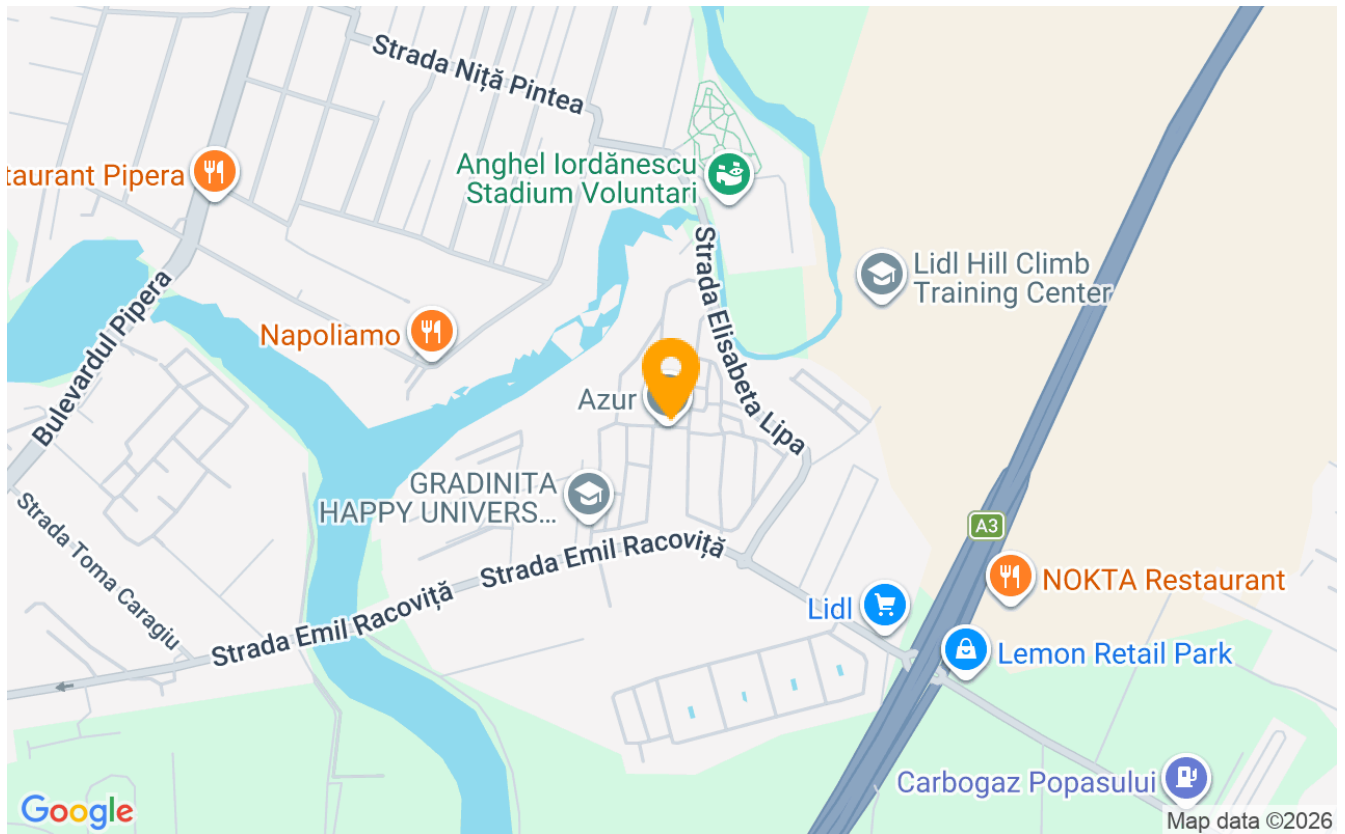 Strada Niță Pintea
taurant Pipera
Anghel Iordănescu
Stadium Voluntari
Strada Elisabeta Lipa
Lidl Hill Climb
Training Center
Bulevardul Pipera
Napoliamo
Azur
GRADINITA
HAPPY UNIVERS...
Strada Toma Caragiu
Strada Emil Racoviță
Strada Emil Racoviță
A3
NOKTA Restaurant
Lidl
Lemon Retail Park
Carbogaz Popasului
Google
Map data ©2026